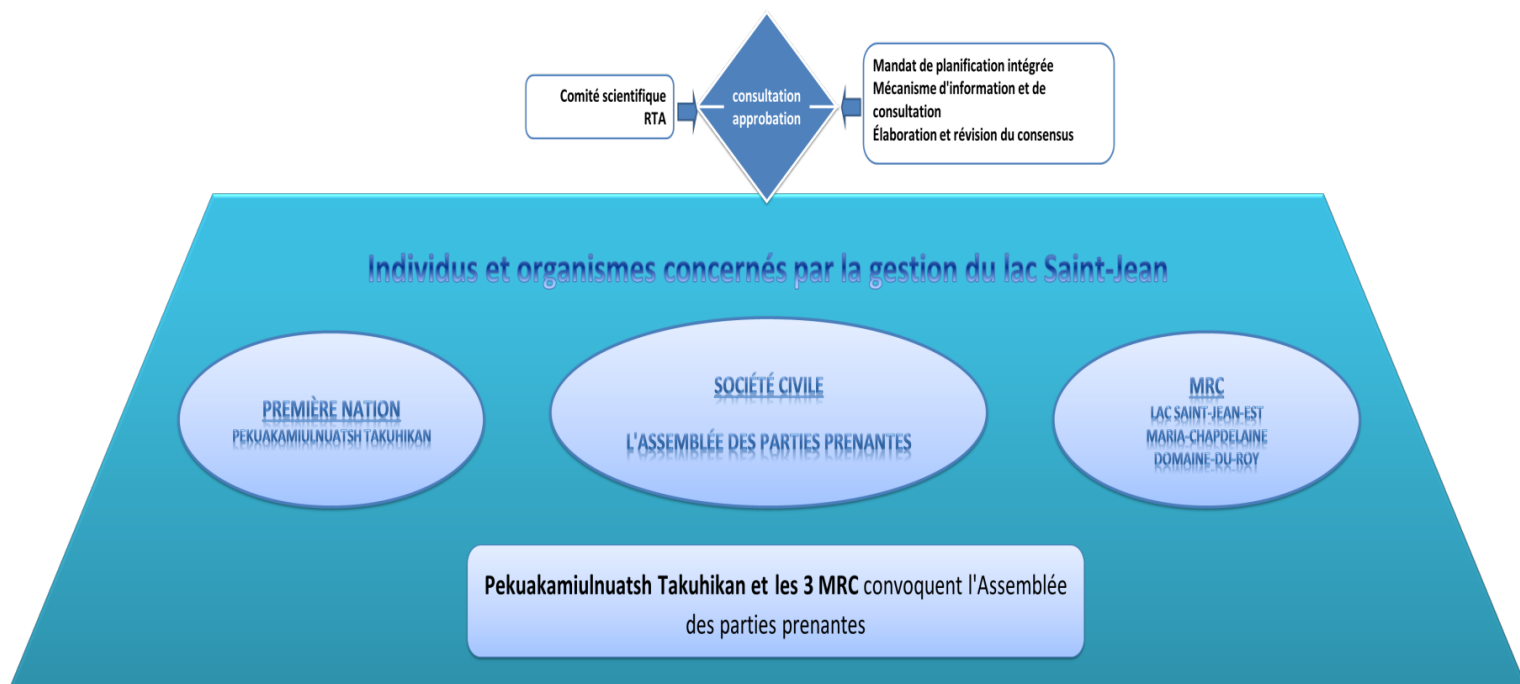 Comité scientifique
RTA
consultation
approbation
Mandat de planification intégrée
Mécanisme d'information et de
consultation
Élaboration et révision du consensus
Individus et organismes concernés par la gestion du lac Saint-Jean
PREMIÈRE NATION
PEKUAKAMIULNUATSH TAKUHIKAN
SOCIÉTÉ CIVILE
L'ASSEMBLÉE DES PARTIES PRENANTES
MRC
LAC SAINT-JEAN-EST
MARIA-CHAPDELAINE
DOMAINE-DU-ROY
Pekuakamiulnuatsh Takuhikan et les 3 MRC convoquent l'Assemblée
des parties prenantes